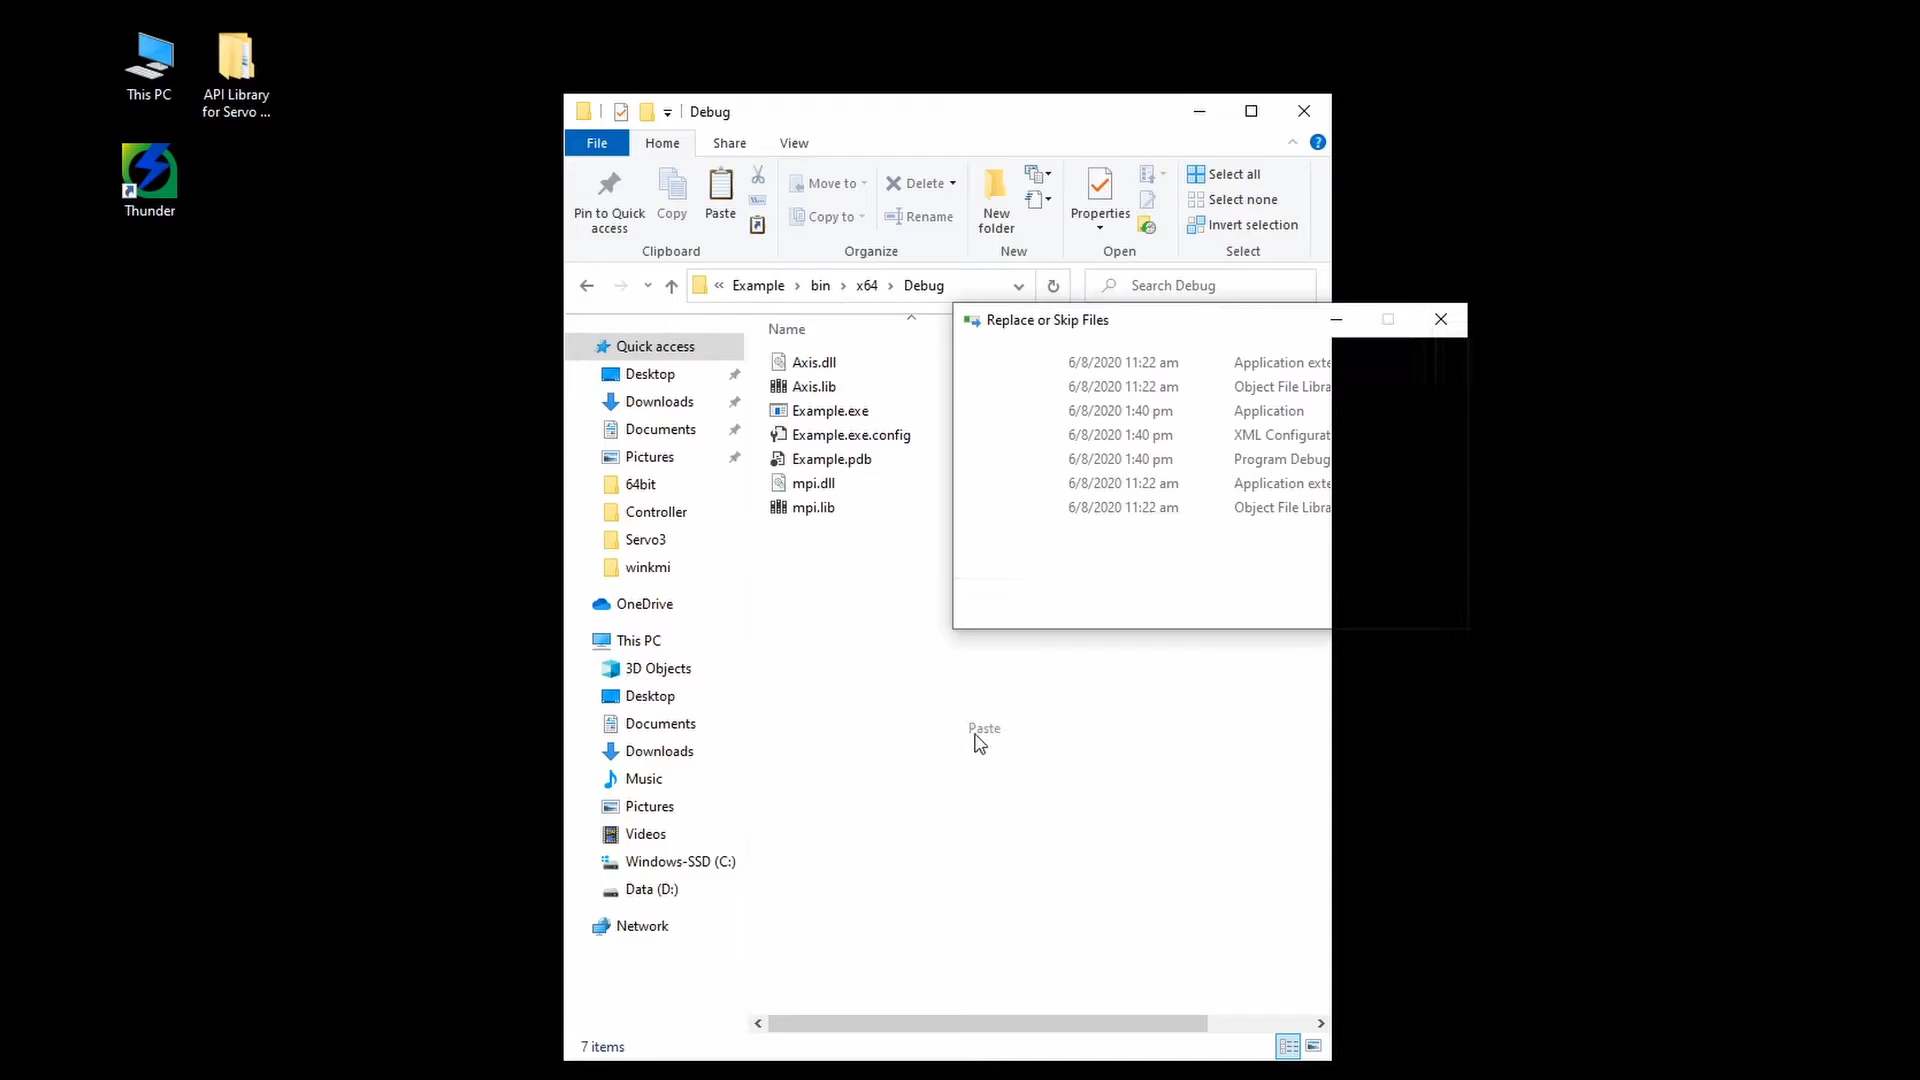 This PC
API Library
for Servo ...
Thunder
Debug
File
Home
Share
View
Pin to Quick
access
Copy
Paste
Clipboard
Move to
Copy to
Delete
Rename
Organize
New
folder
New
Properties
Open
Select all
Select none
Invert selection
Select
« Example › bin › x64 › Debug
Search Debug
Replace or Skip Files
Name
Axis.dll 6/8/2020 11:22 am Application exte
Axis.lib 6/8/2020 11:22 am Object File Libra
Example.exe 6/8/2020 1:40 pm Application
Example.exe.config 6/8/2020 1:40 pm XML Configurat
Example.pdb 6/8/2020 1:40 pm Program Debug
mpi.dll 6/8/2020 11:22 am Application exte
mpi.lib 6/8/2020 11:22 am Object File Libra
Paste
Quick access
Desktop
Downloads
Documents
Pictures
64bit
Controller
Servo3
winkmi
OneDrive
This PC
3D Objects
Desktop
Documents
Downloads
Music
Pictures
Videos
Windows-SSD (C:)
Data (D:)
Network
7 items